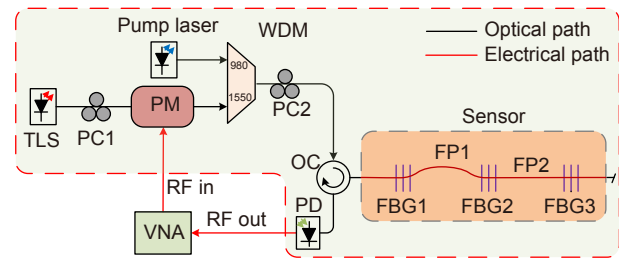 Pump laser
WDM
Optical path
Electrical path
980
1550
PM
PC2
TLS
PC1
Sensor
OC
FP1
FP2
FBG1
FBG2
FBG3
RF in
PD
RF out
VNA